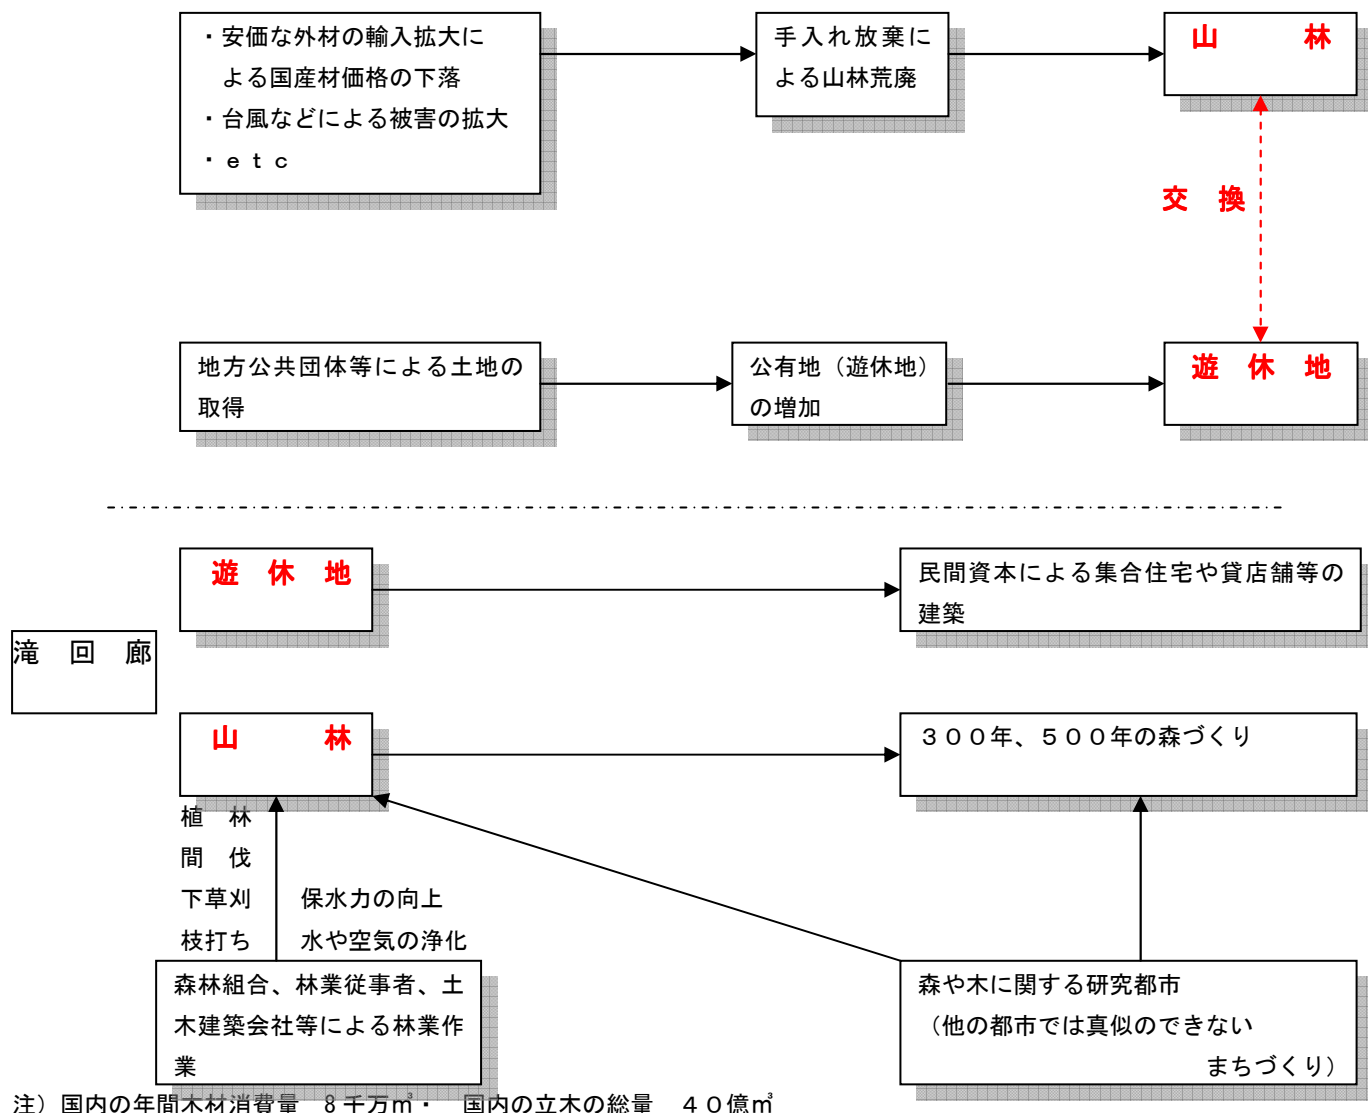 ・安価な外材の輸入拡大に
よる国産材価格の下落
・台風などによる被害の拡大
・ｅｔｃ
手入れ放棄に
よる山林荒廃
山　　　林
交　換
地方公共団体等による土地の
取得
公有地（遊休地）
の増加
遊　休　地
遊　休　地
民間資本による集合住宅や貸店舗等の
建築
滝　回　廊
山　　　林
３００年、５００年の森づくり
植　林
間　伐
下草刈　　保水力の向上
枝打ち　　水や空気の浄化
森林組合、林業従事者、土
木建築会社等による林業作
業
森や木に関する研究都市
（他の都市では真似のできない
まちづくり）
注）国内の年間木材消費量　８千万㎥・　国内の立木の総量　４０億㎥